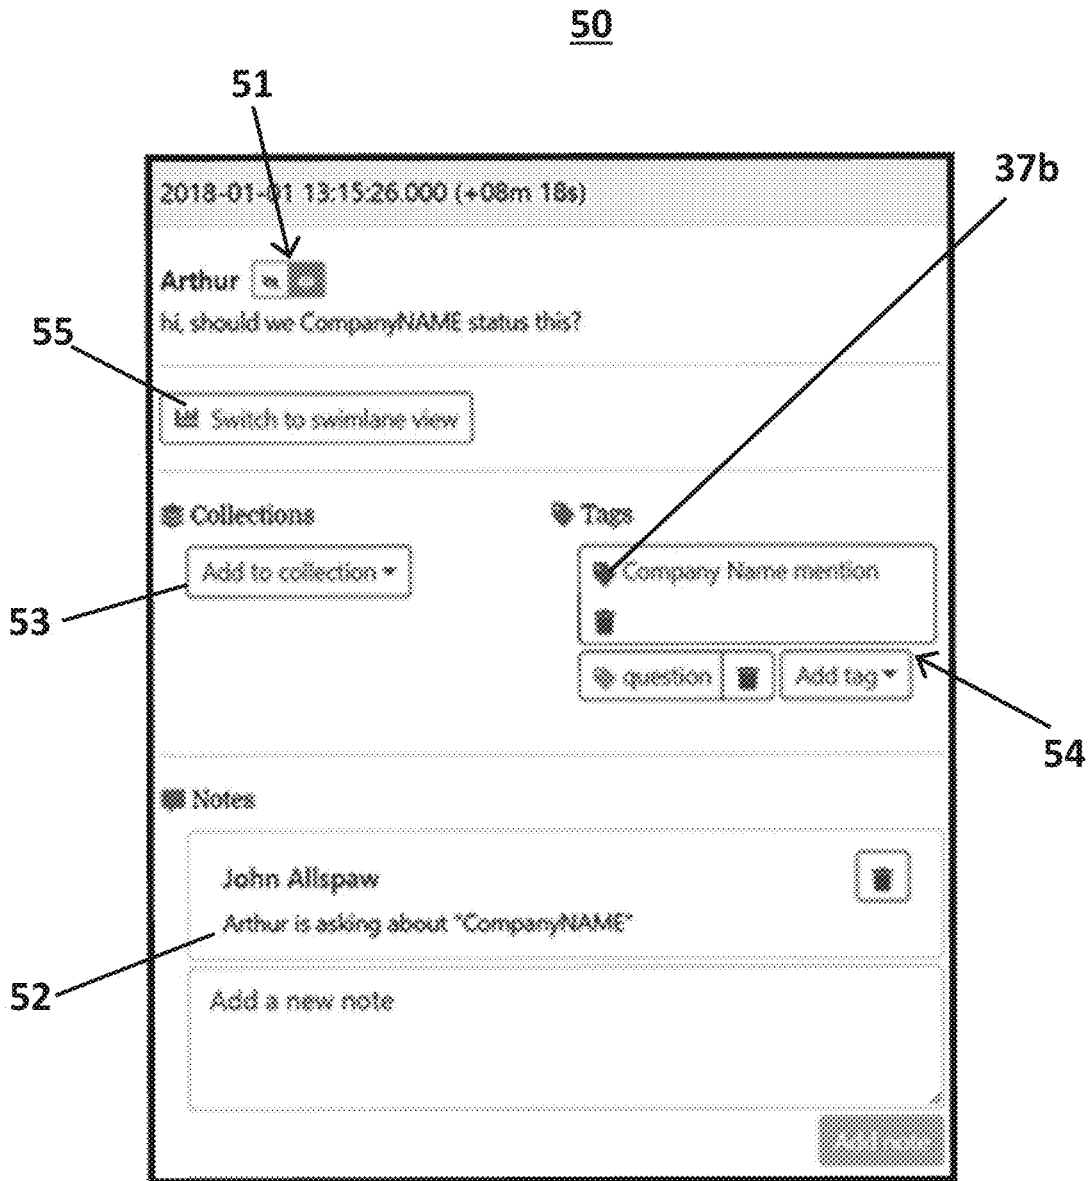 50
51
37b
2018-01-01 13:15:26.000 (+08m 18s)
Arthur
hi, should we CompanyNAME status this?
55
Switch to swimlane view
Collections
Tags
Add to collection
Company Name mention
53
question
Add tag
54
Notes
John Allspaw
Arthur is asking about "CompanyNAME"
52
Add a new note
Add note